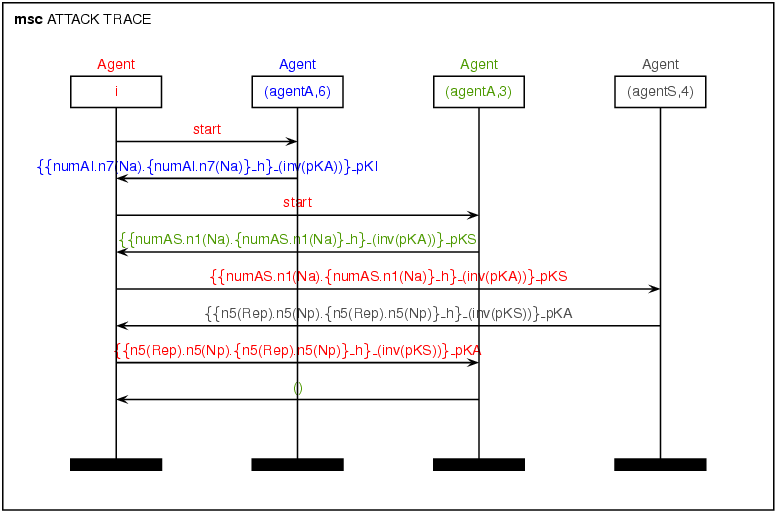 msc ATTACK TRACE
Agent Agent Agent Agent
i (agentA,6) (agentA,3) (agentS,4)
start
{{numAI.n7(Na).{numAI.n7(Na)}_h}_(inv(pKA))}_pKI
start
{{numAS.n1(Na).{numAS.n1(Na)}_h}_(inv(pKA))}_pKS
{{numAS.n1(Na).{numAS.n1(Na)}_h}_(inv(pKA))}_pKS
{{n5(Rep).n5(Np).{n5(Rep).n5(Np)}_h}_(inv(pKS))}_pKA
{{n5(Rep).n5(Np).{n5(Rep).n5(Np)}_h}_(inv(pKS))}_pKA
()